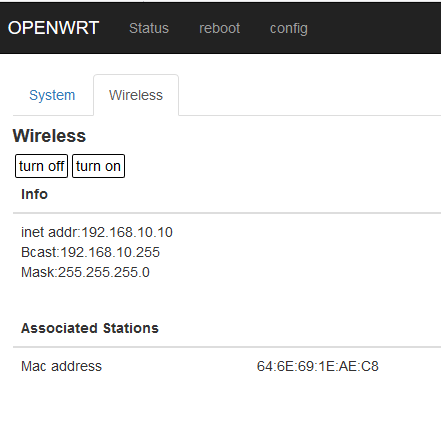 OPENWRT Status reboot config
System Wireless
Wireless
turn off turn on
Info
inet addr:192.168.10.10
Bcast:192.168.10.255
Mask:255.255.255.0
Associated Stations
Mac address 64:6E:69:1E:AE:C8